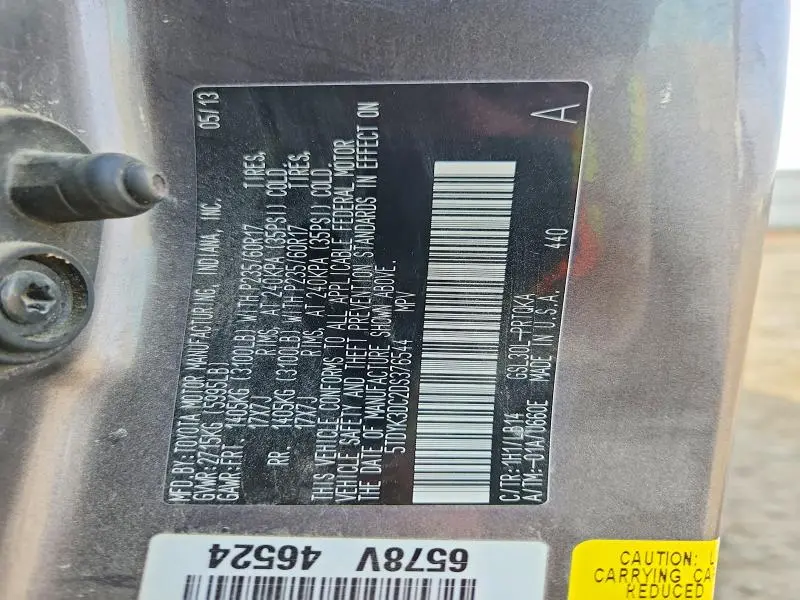 MFD.BY:TOYOTA MOTOR MANUFACTURING, INDIANA, INC. 05/13
GVWR:2715KG (5985LB)
GAWR:FRT. 1405KG (3100LB) WITH P235/60R17 TIRES,
17X7J RIMS, AT 240KPA (35PSI) COLD
RR 1405KG (3100LB) WITH P235/60R17 TIRES,
17X7J RIMS, AT 240KPA (35PSI) COLD.
THIS VEHICLE CONFORMS TO ALL APPLICABLE FEDERAL MOTOR
VEHICLE SAFETY AND THEFT PREVENTION STANDARDS IN EFFECT ON
THE DATE OF MANUFACTURE SHOWN ABOVE.
5TDYK3DC2DS376544 MPV
C/TR:1H1/LB14 GSL30L-PRTQKA 440
A/TM:-01A/U660E MADE IN U.S.A. A
6578V 46524
CAUTION:
CARRYING
REDUCED